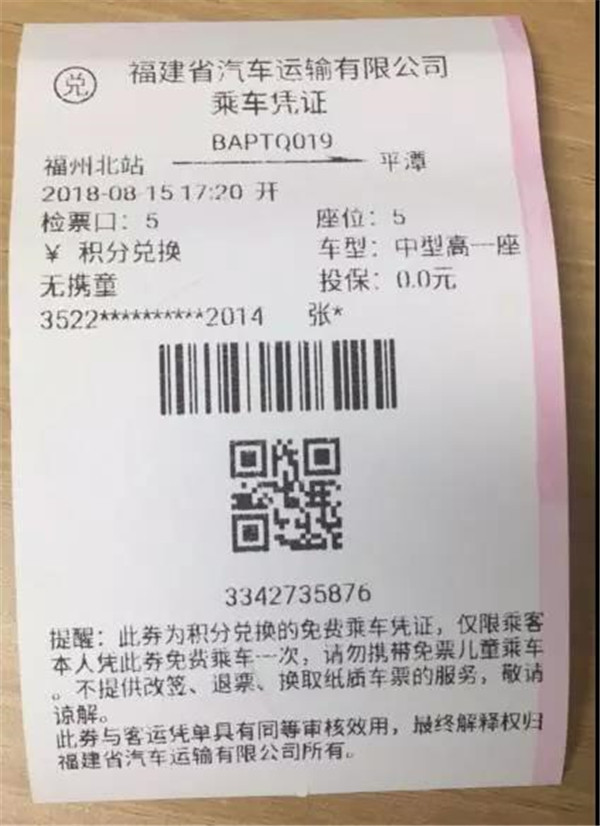 兑
福建省汽车运输有限公司
乘车凭证
BAPTQ019
福州北站 平潭
2018-08-15 17:20 开
检票口：5 座位：5
￥ 积分兑换 车型：中型高一座
无携童 投保：0.0元
3522**********2014 张*
3342735876
提醒：此券为积分兑换的免费乘车凭证，仅限乘客
本人凭此券免费乘车一次，请勿携带免票儿童乘车
。不提供改签、退票、换取纸质车票的服务，敬请
谅解。
此券与客运凭单具有同等审核效用，最终解释权归
福建省汽车运输有限公司所有。